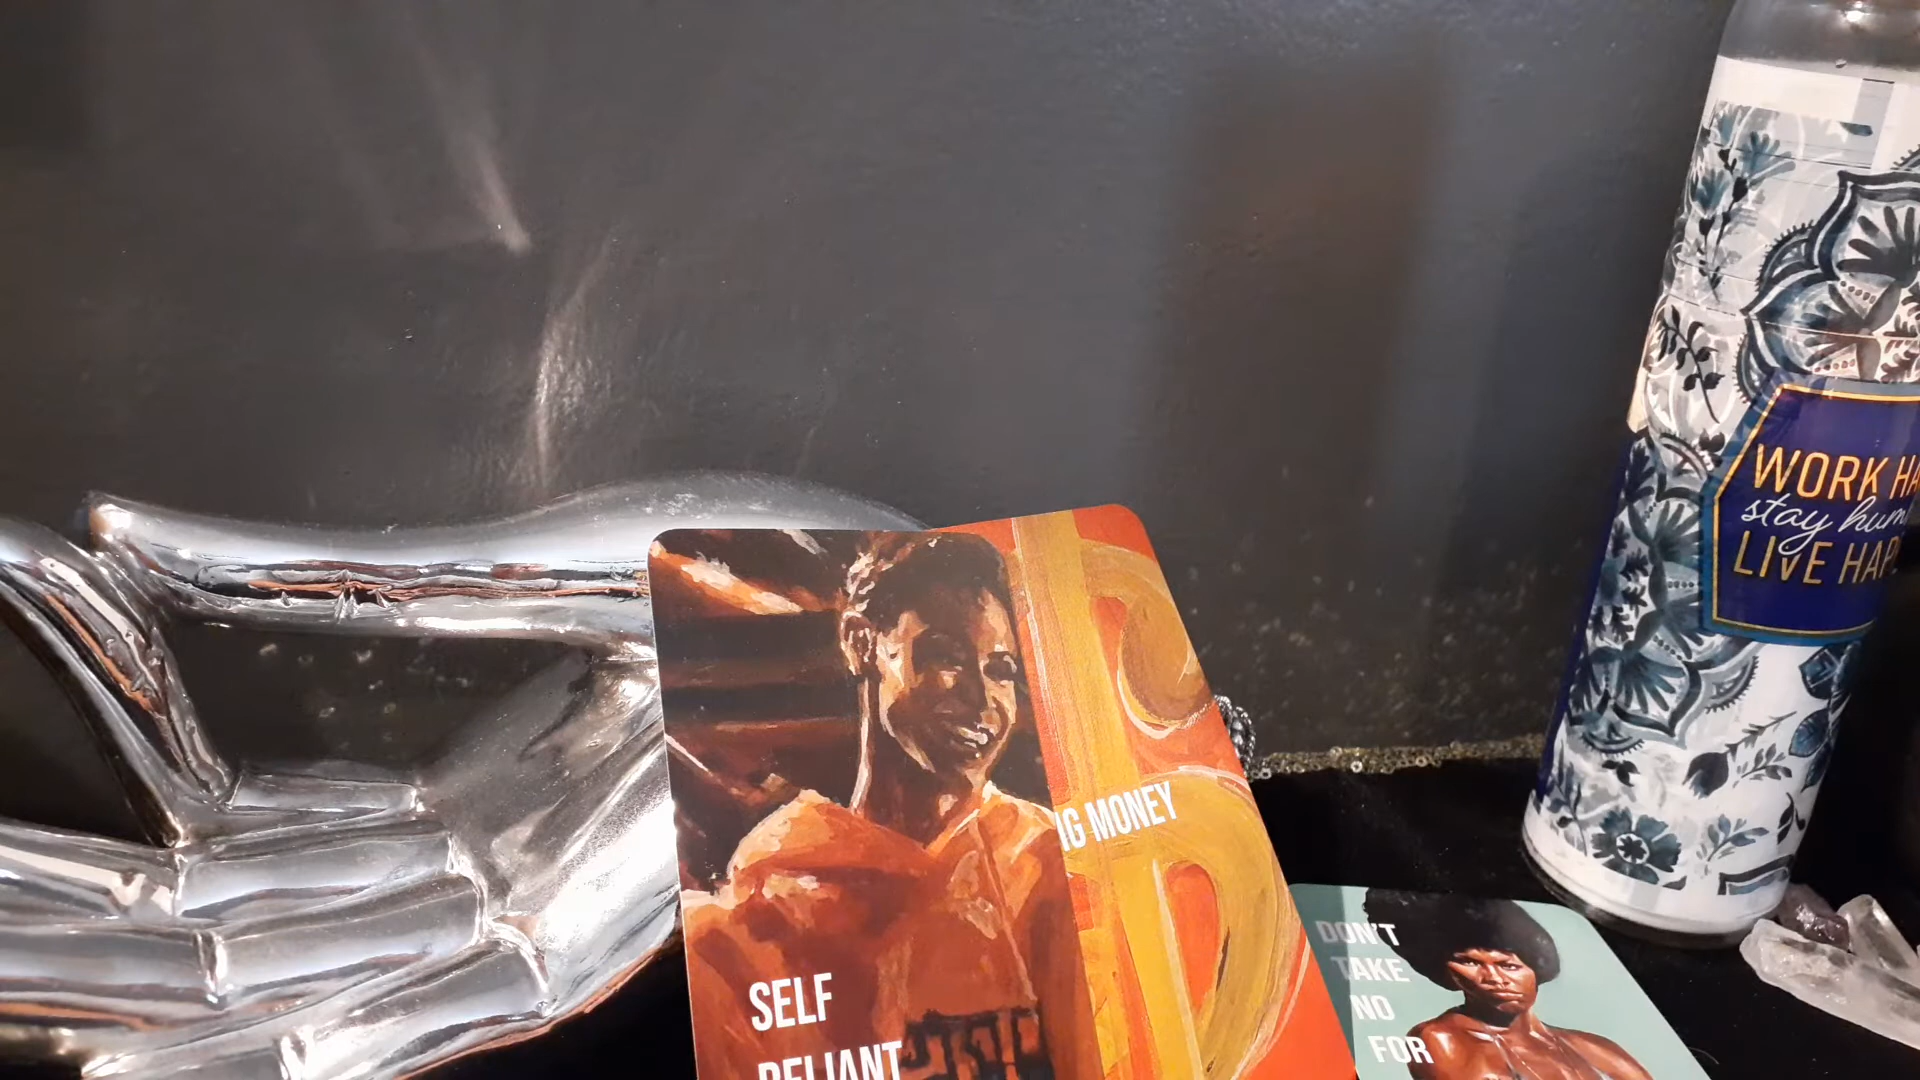 WORK HA
stay hum
LIVE HAP
IG MONEY
SELF
RELIANT
DON'T
TAKE
NO
FOR